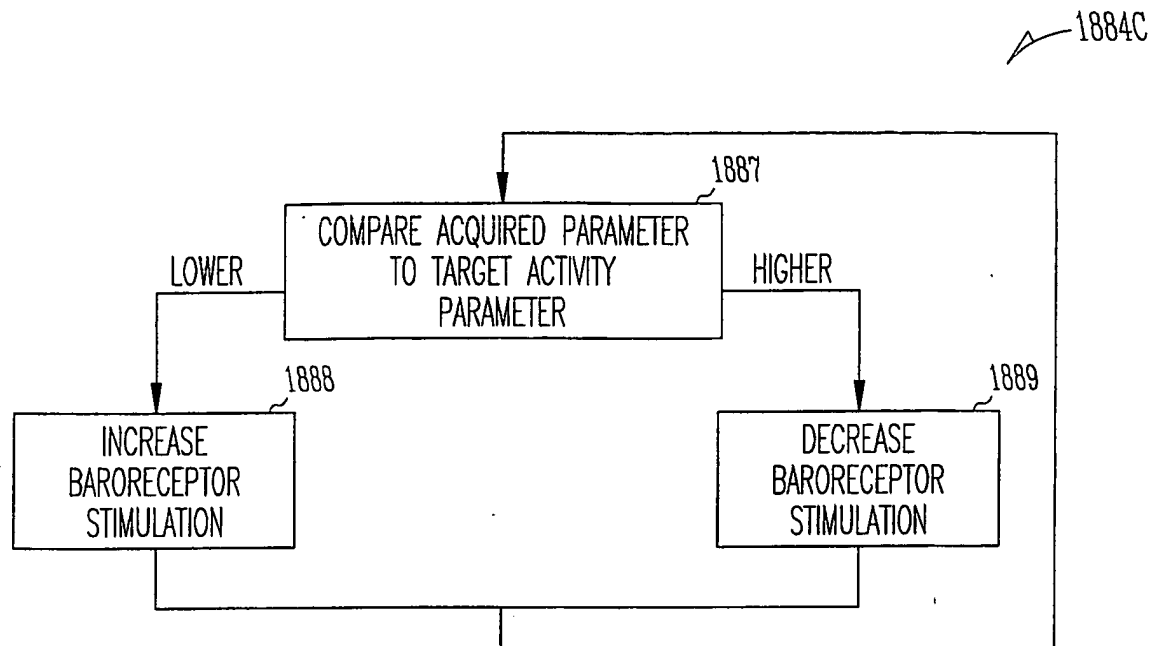 1884C
1887
COMPARE ACQUIRED PARAMETER
TO TARGET ACTIVITY
PARAMETER
LOWER
HIGHER
1888
INCREASE
BARORECEPTOR
STIMULATION
1889
DECREASE
BARORECEPTOR
STIMULATION